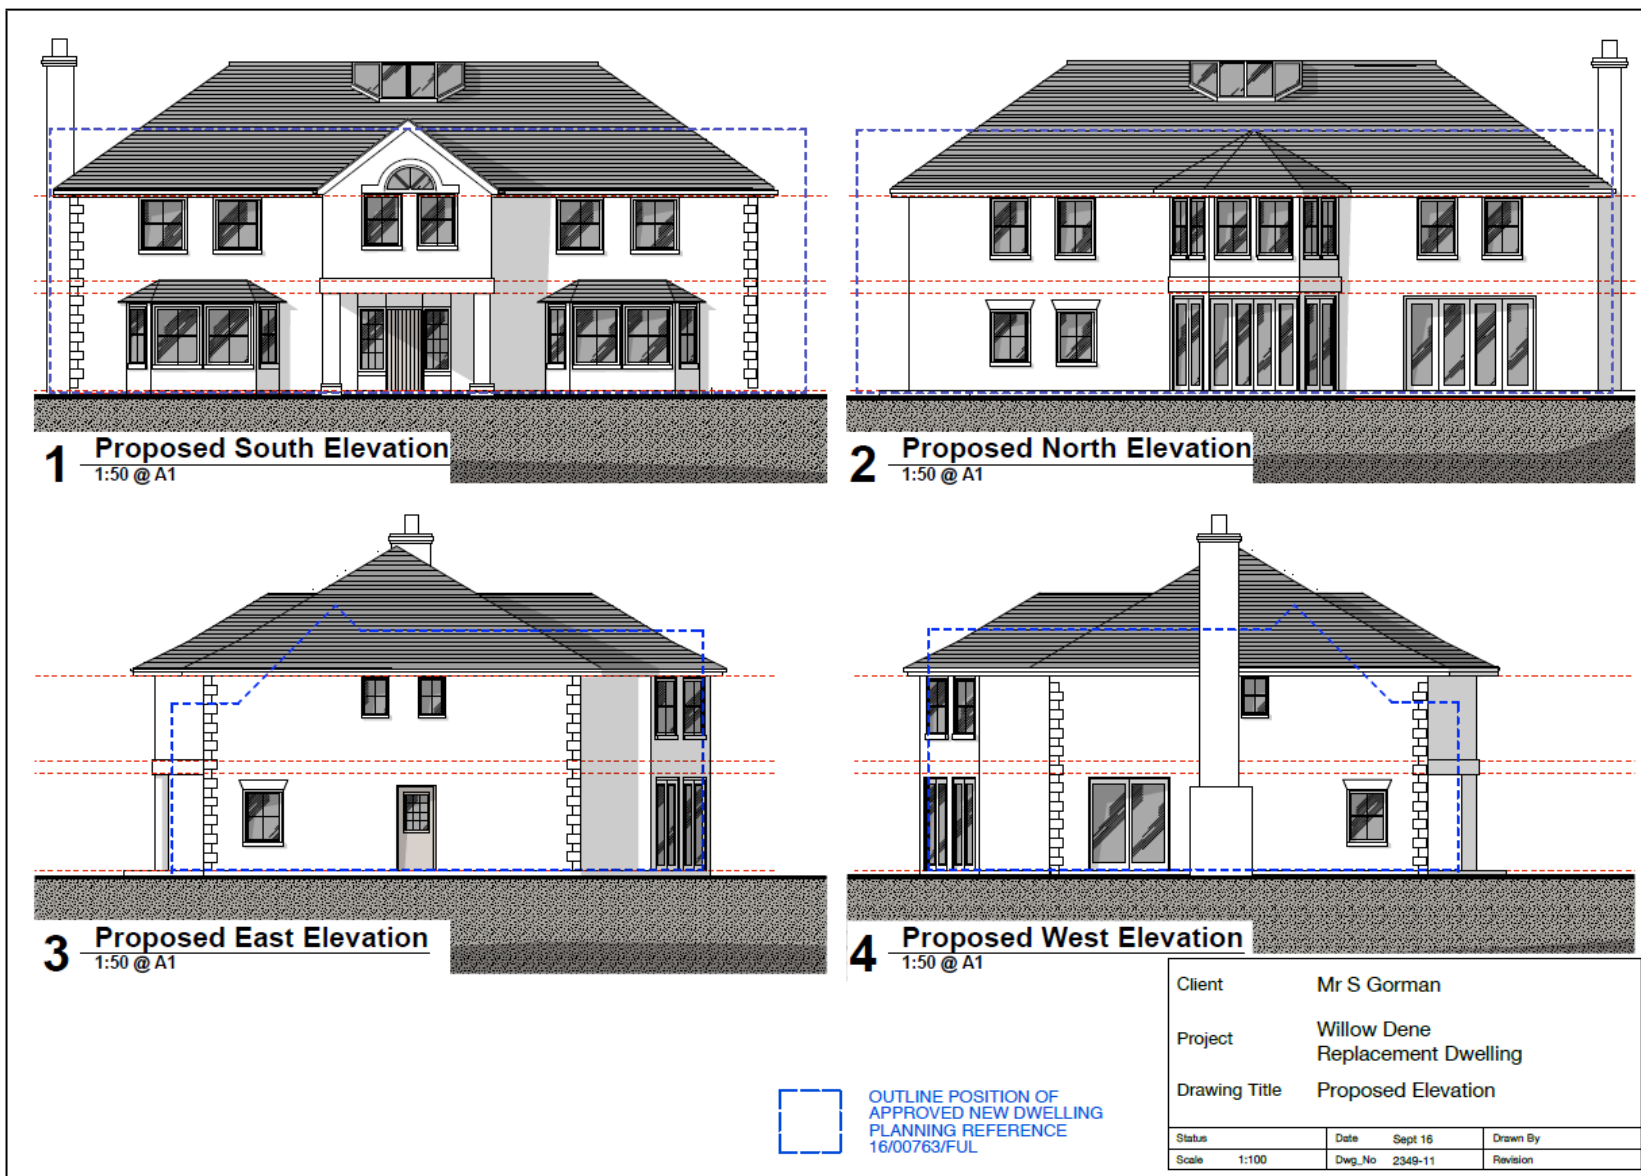 1 Proposed South Elevation
1:50 @ A1
2 Proposed North Elevation
1:50 @ A1
3 Proposed East Elevation
1:50 @ A1
4 Proposed West Elevation
1:50 @ A1
OUTLINE POSITION OF
APPROVED NEW DWELLING
PLANNING REFERENCE
16/00763/FUL
Client Mr S Gorman
Project Willow Dene
Replacement Dwelling
Drawing Title Proposed Elevation
Status Date Sept 16 Drawn By
Scale 1:100 Dwg_No 2349-11 Revision